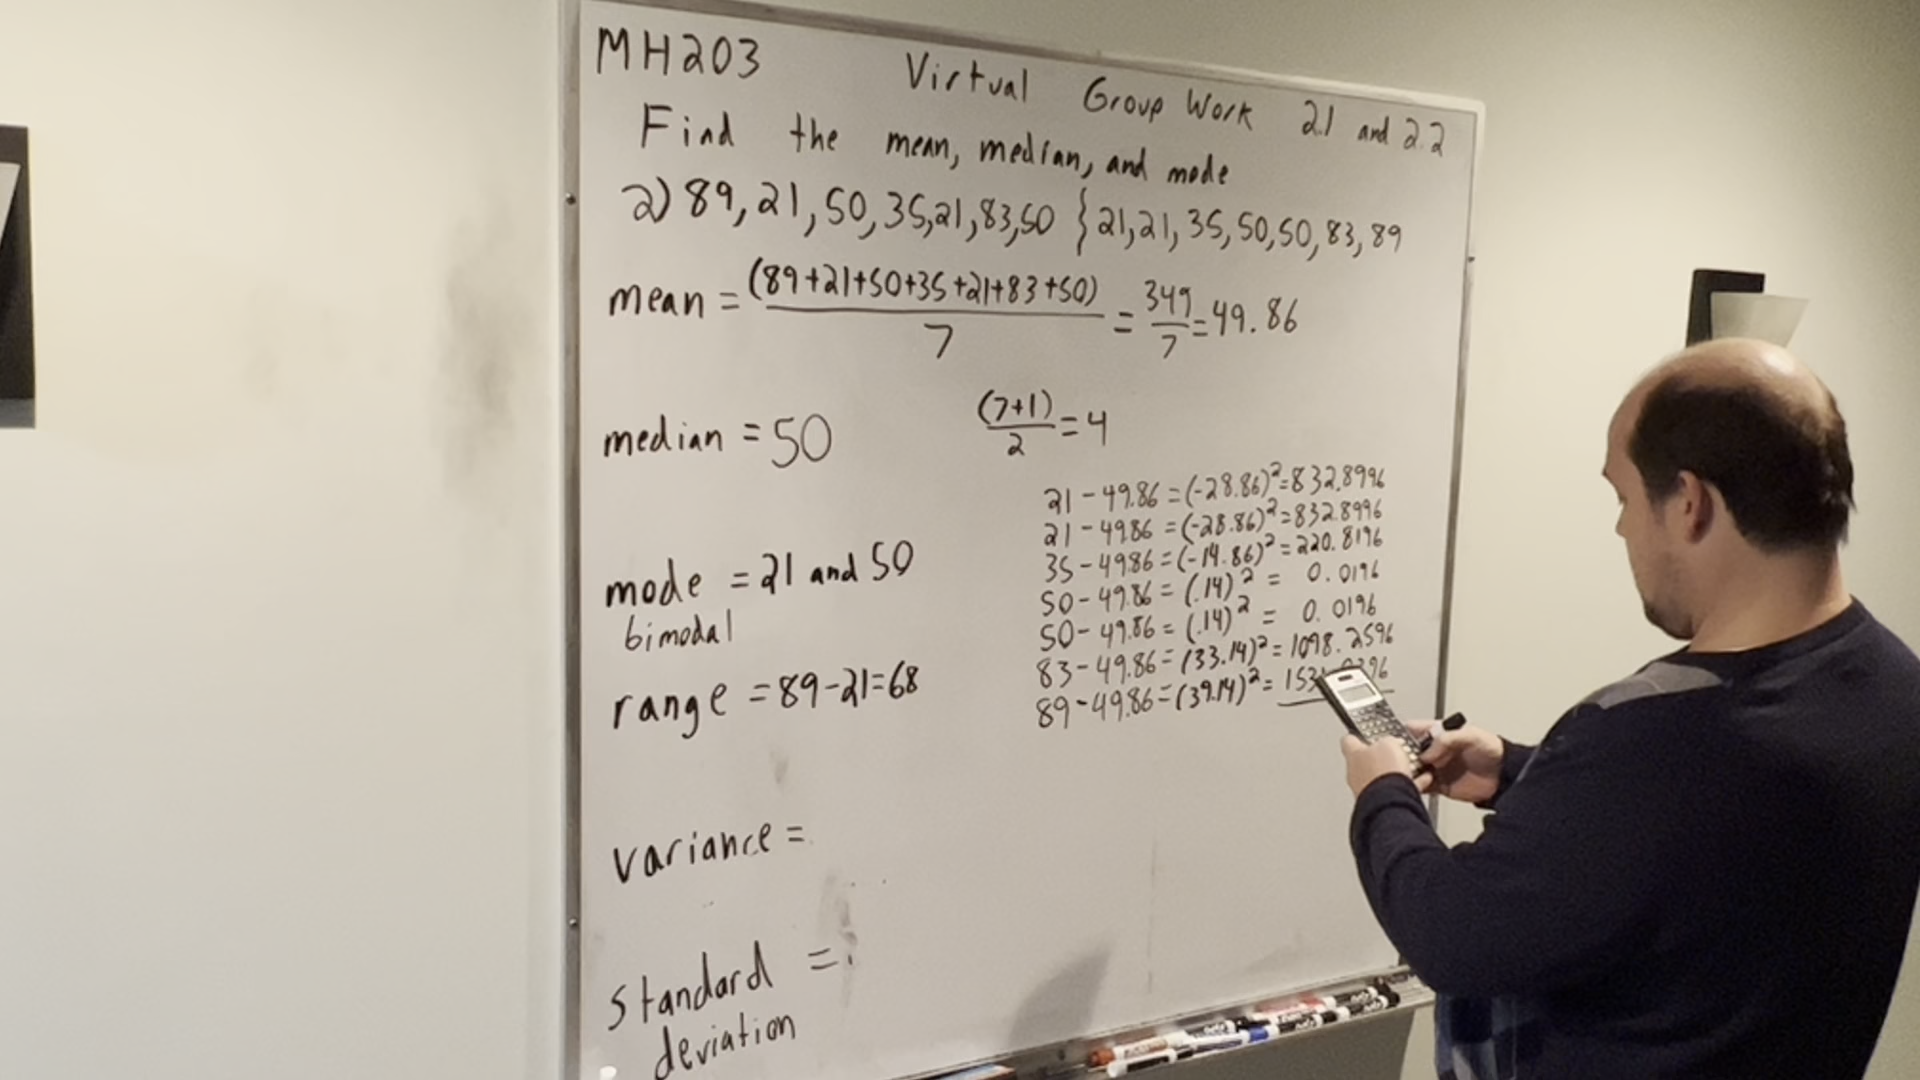 MH203 Virtual Group Work 2.1 and 2.2
Find the mean, median, and mode
2) 89, 21, 50, 35, 21, 83, 50 } 21, 21, 35, 50, 50, 83, 89
mean = (89+21+50+35+21+83+50) / 7 = 349 / 7 = 49.86
median = 50 (7+1) / 2 = 4
21 - 49.86 = (-28.86)² = 832.8996
21 - 49.86 = (-28.86)² = 832.8996
35 - 49.86 = (-14.86)² = 220.8196
50 - 49.86 = (.14)² = 0.0196
50 - 49.86 = (.14)² = 0.0196
83 - 49.86 = (33.14)² = 1098.2596
89 - 49.86 = (39.14)² =
mode = 21 and 50
bimodal
range = 89-21=68
variance =
standard =
deviation